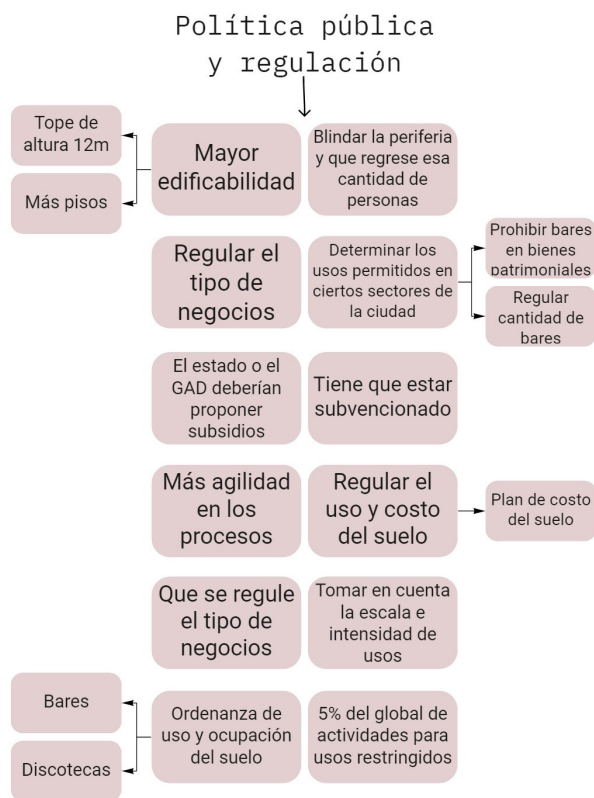 Política pública
y regulación
Tope de
altura 12m
Más pisos
Mayor
edificabilidad
Blindar la periferia
y que regrese esa
cantidad de
personas
Regular el
tipo de
negocios
Determinar los
usos permitidos en
ciertos sectores de
la ciudad
Prohibir bares
en bienes
patrimoniales
Regular
cantidad de
bares
El estado o el
GAD deberían
proponer
subsidios
Tiene que estar
subvencionado
Más agilidad
en los
procesos
Regular el
uso y costo
del suelo
Plan de costo
del suelo
Que se regule
el tipo de
negocios
Tomar en cuenta
la escala e
intensidad de
usos
Bares
Discotecas
Ordenanza de
uso y ocupación
del suelo
5% del global de
actividades para
usos restringidos